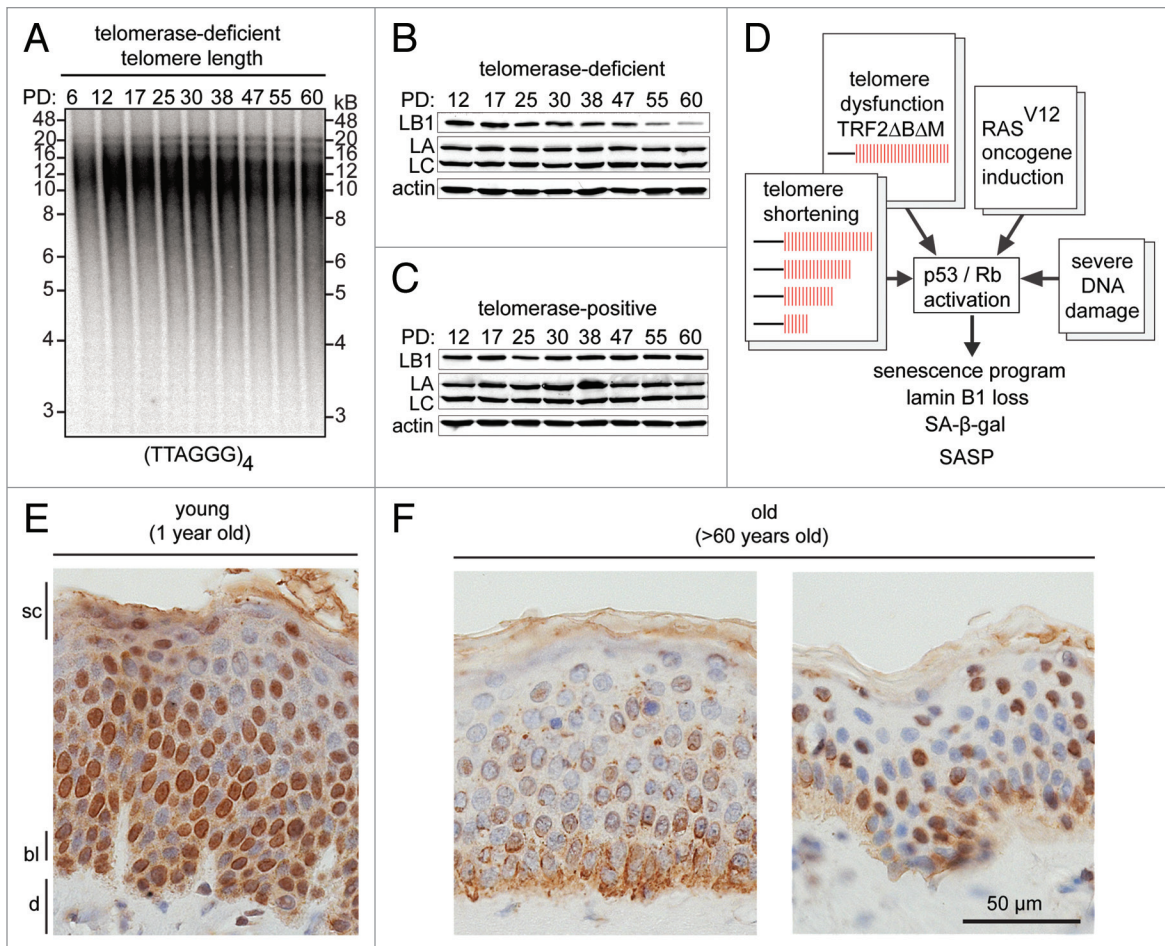 A
telomerase-deficient
telomere length
PD: 6 12 17 25 30 38 47 55 60
kB
48
20
16
12
10
8
6
5
4
3
48
20
16
12
10
8
6
5
4
3
(TTAGGG)4
B
telomerase-deficient
PD: 12 17 25 30 38 47 55 60
LB1
LA
LC
actin
C
telomerase-positive
PD: 12 17 25 30 38 47 55 60
LB1
LA
LC
actin
D
telomere
dysfunction
TRF2ΔBΔM
RAS^V12
oncogene
induction
telomere
shortening
p53 / Rb
activation
severe
DNA
damage
senescence program
lamin B1 loss
SA-β-gal
SASP
E
young
(1 year old)
sc
bl
d
F
old
(>60 years old)
50 µm